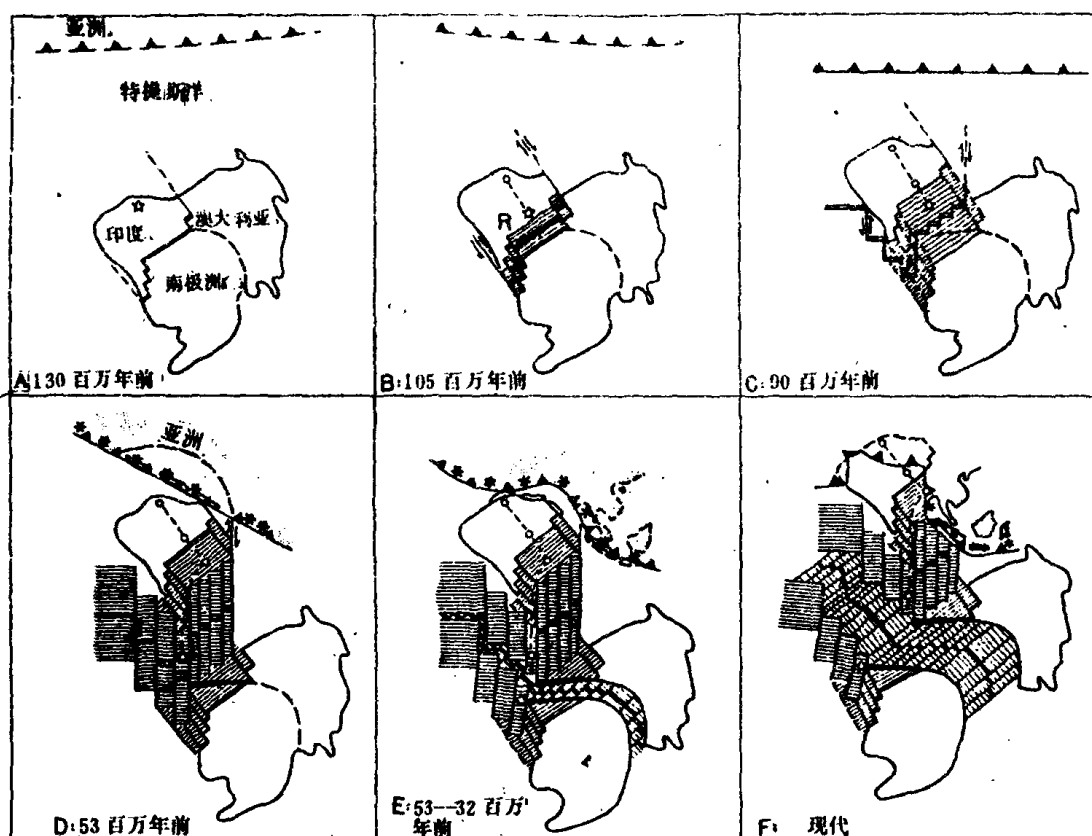 亚洲
特提斯洋
印度
澳大利亚
南极洲
A:130 百万年前
R
B:105 百万年前
C:90 百万年前
亚洲
D:53 百万年前
E:53--32 百万
年前
F: 现代